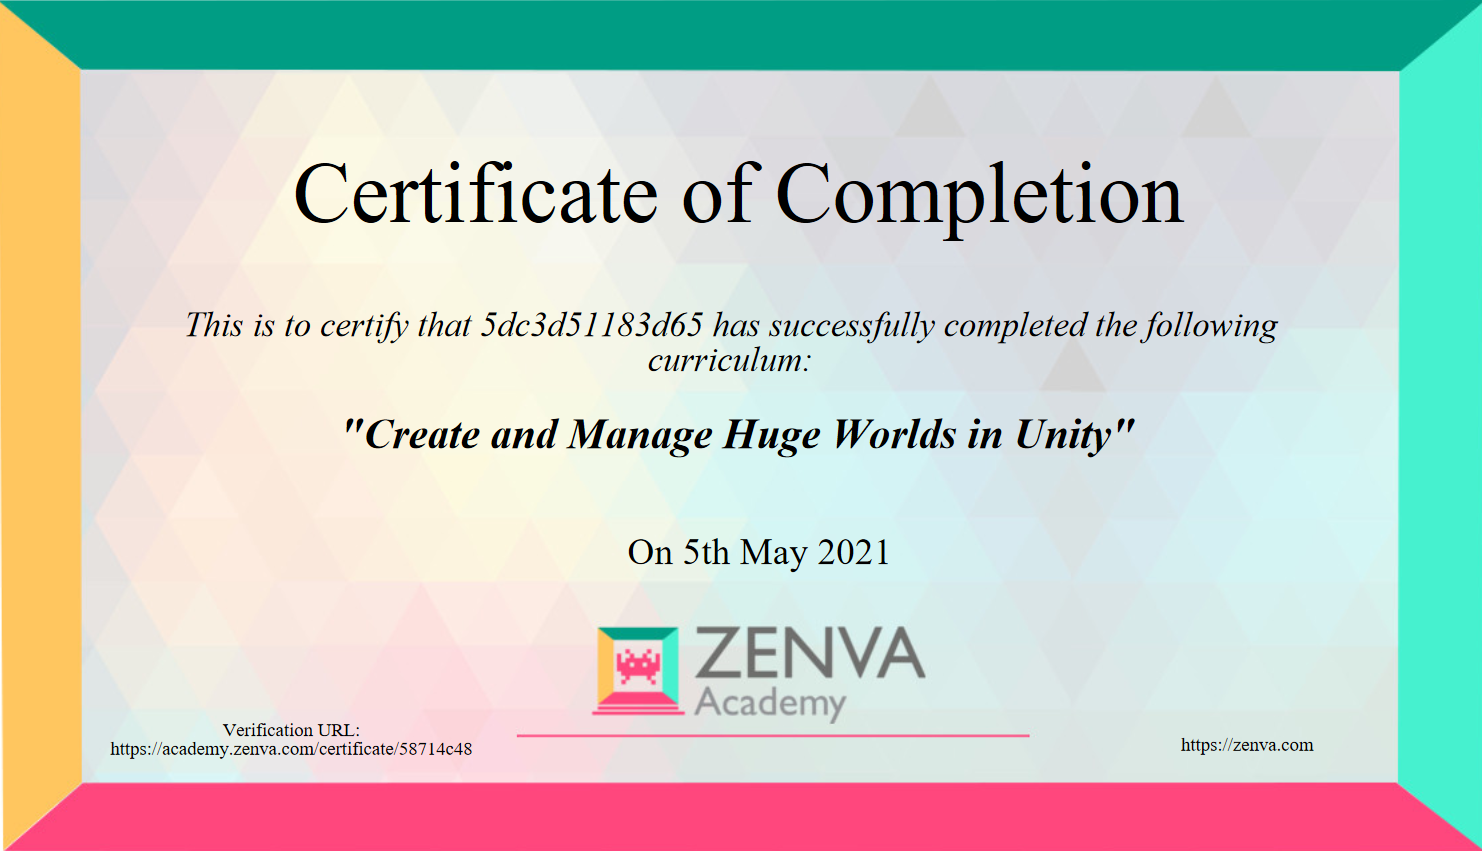 Certificate of Completion
This is to certify that 5dc3d51183d65 has successfully completed the following
curriculum:
"Create and Manage Huge Worlds in Unity"
On 5th May 2021
ZENVA
Academy
Verification URL:
https://academy.zenva.com/certificate/58714c48
https://zenva.com